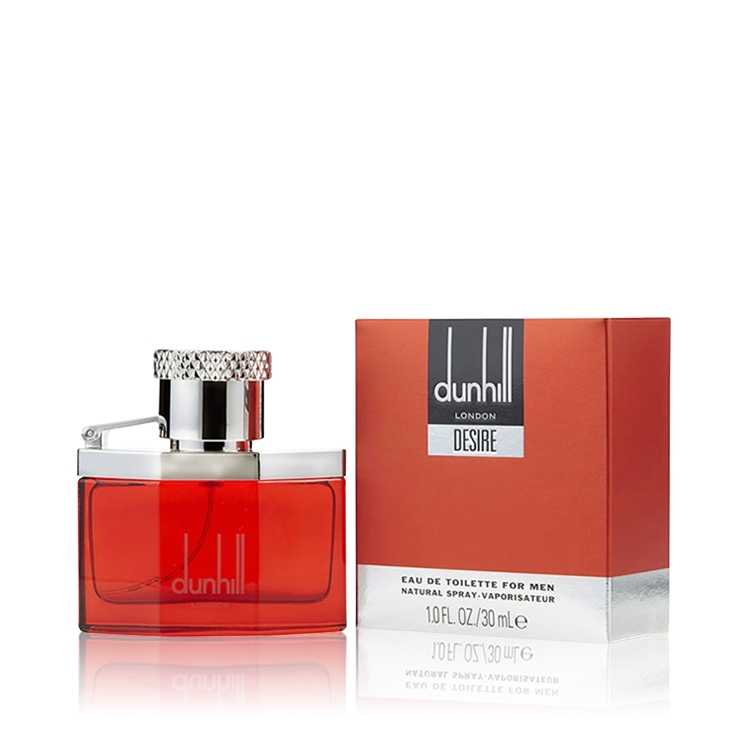 dunhill
dunhill
LONDON
DESIRE
EAU DE TOILETTE FOR MEN
NATURAL SPRAY-VAPORISATEUR
1.0 FL. OZ./30 mL℮